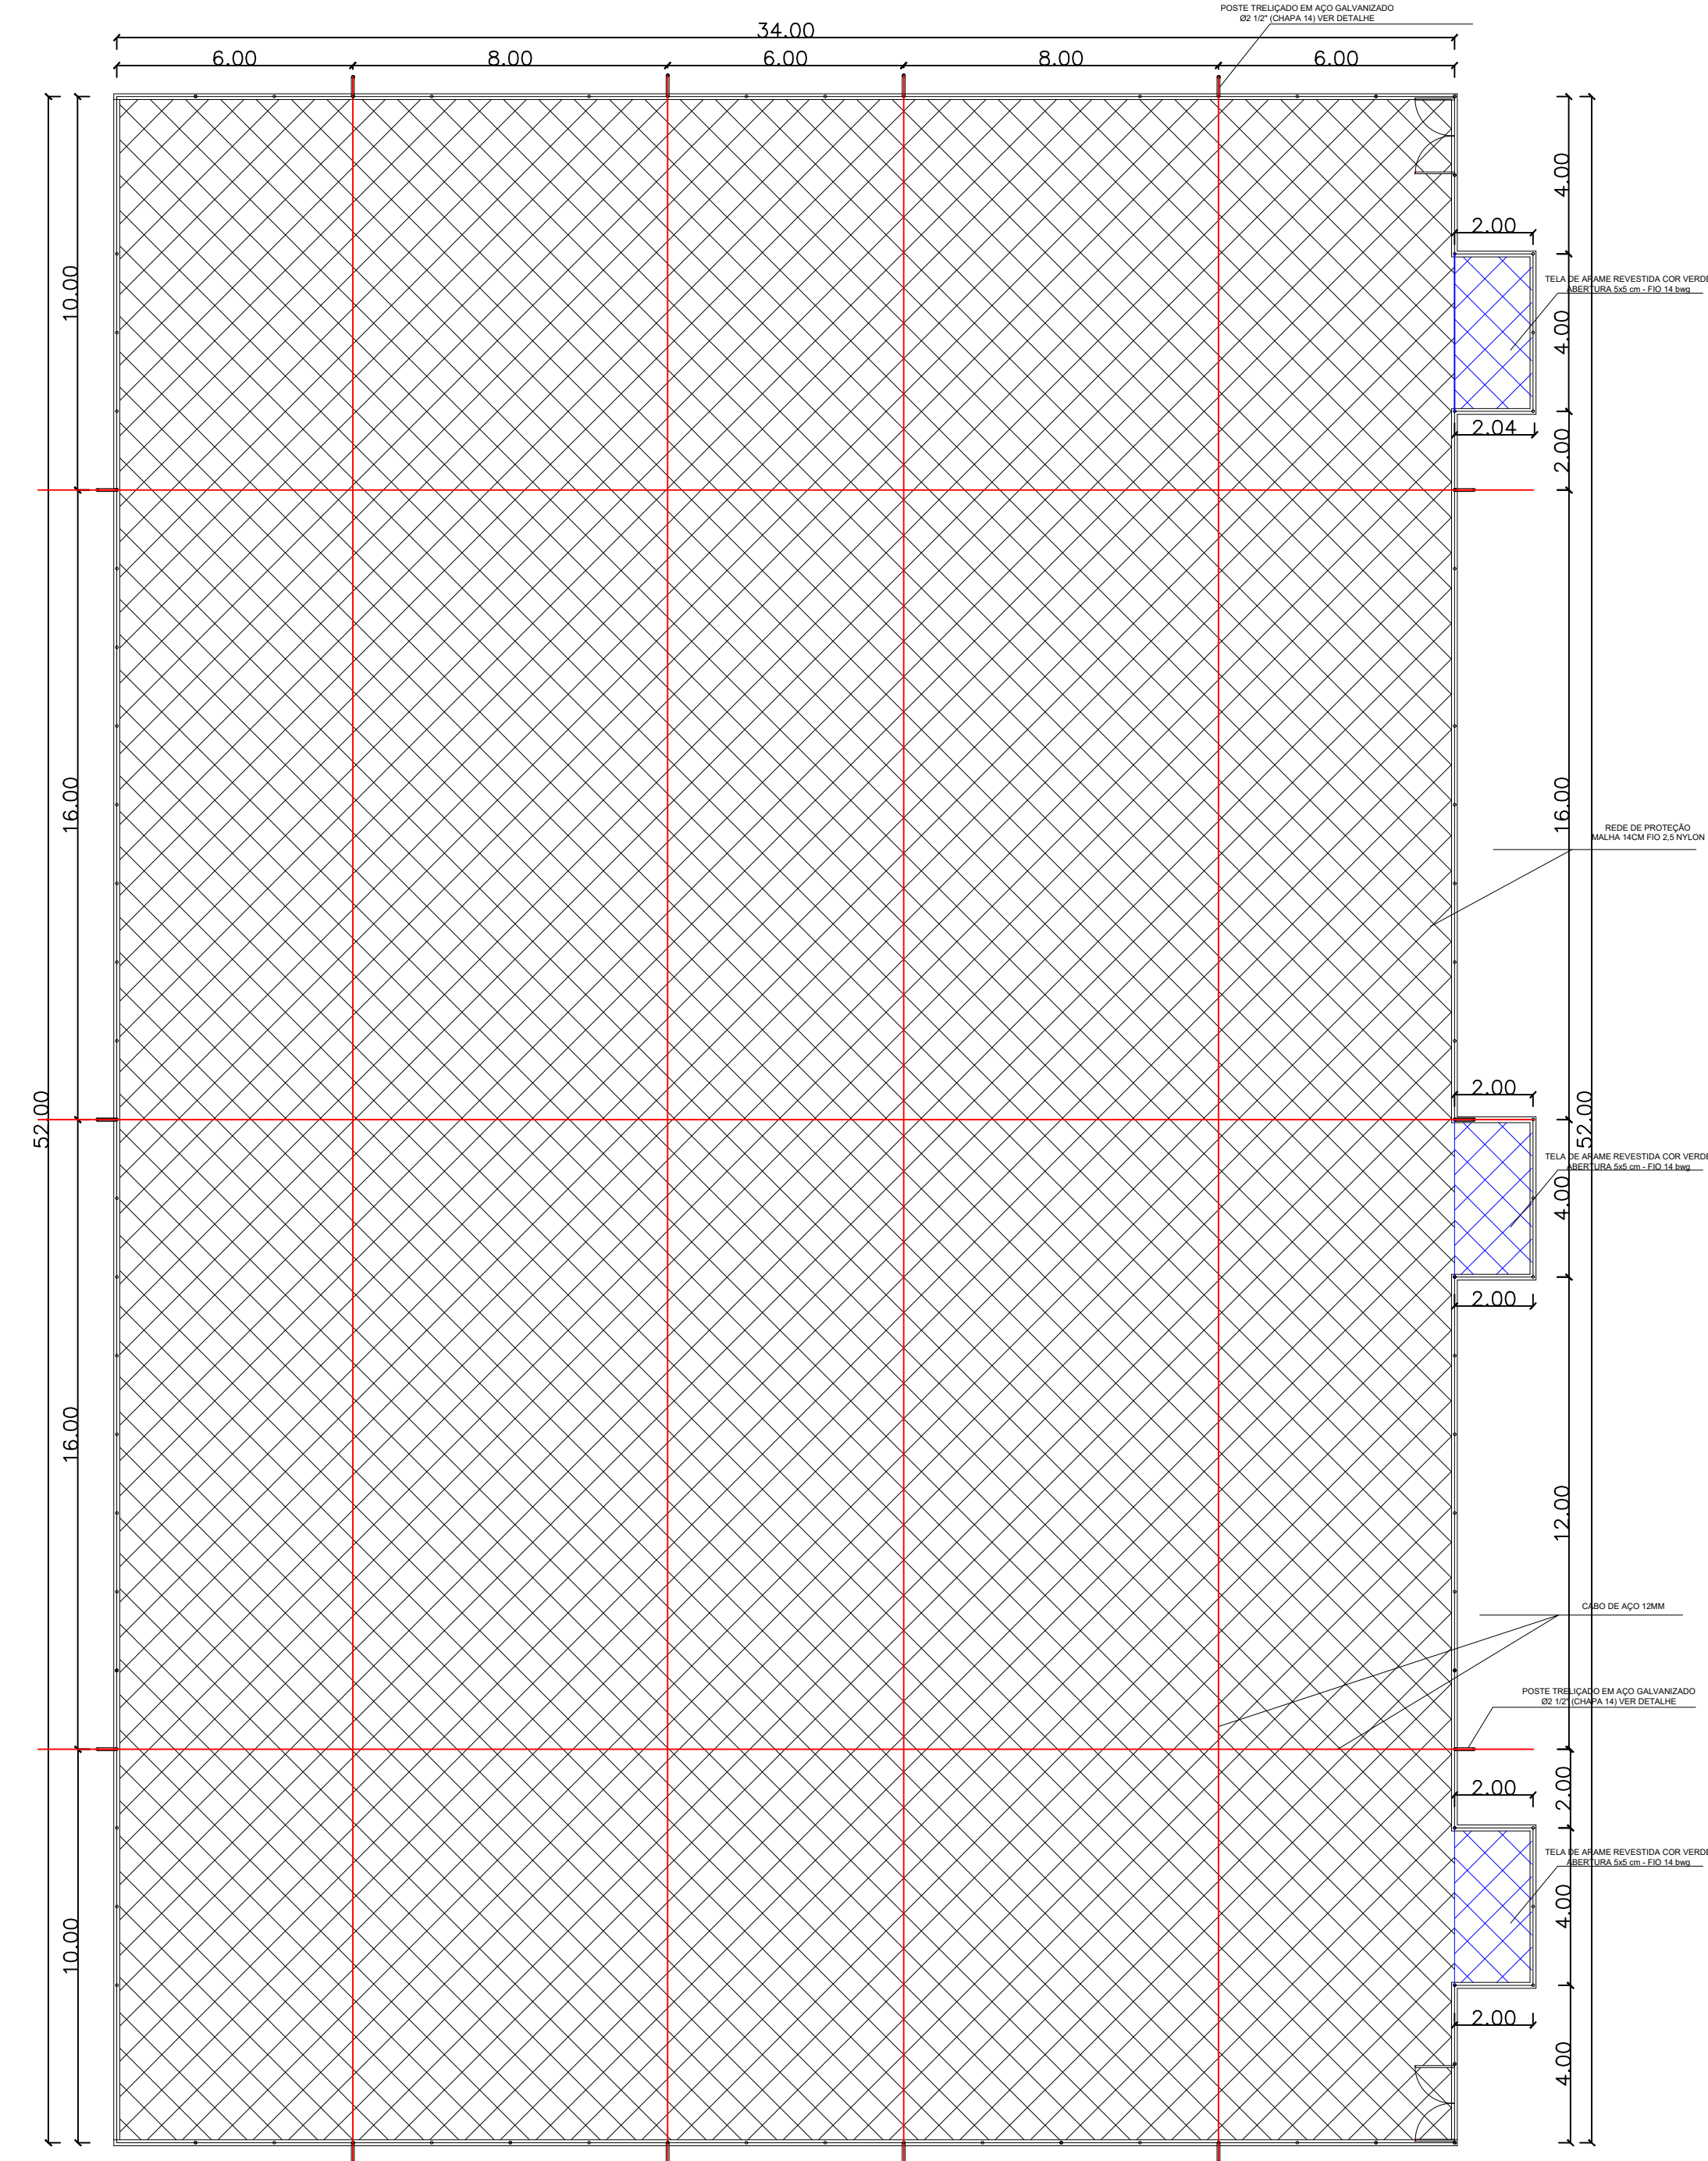 POSTE TRELIÇADO EM AÇO GALVANIZADO
Ø2 1/2" (CHAPA 14) VER DETALHE
34.00
6.00 8.00 6.00 8.00 6.00
4.00
2.00
10.00
TELA DE ARAME REVESTIDA COR VERDE
ABERTURA 5x5 cm - FIO 14 bwg
4.00
2.04
2.00
16.00
16.00
REDE DE PROTEÇÃO
MALHA 14CM FIO 2,5 NYLON
2.00
52.00
52.00
TELA DE ARAME REVESTIDA COR VERDE
ABERTURA 5x5 cm - FIO 14 bwg
4.00
2.00
16.00
12.00
CABO DE AÇO 12MM
POSTE TRELIÇADO EM AÇO GALVANIZADO
Ø2 1/2" (CHAPA 14) VER DETALHE
2.00
2.00
TELA DE ARAME REVESTIDA COR VERDE
ABERTURA 5x5 cm - FIO 14 bwg
4.00
10.00
2.00
4.00